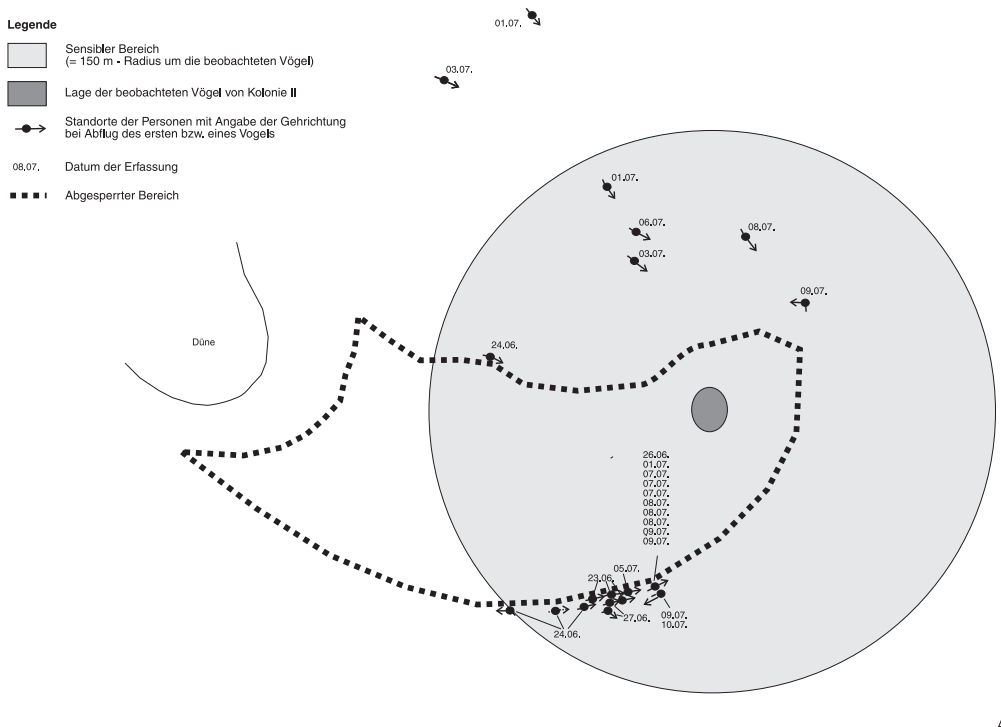 Legende
Sensibler Bereich
(= 150 m - Radius um die beobachteten Vögel)
Lage der beobachteten Vögel von Kolonie II
Standorte der Personen mit Angabe der Gehrichtung
bei Abflug des ersten bzw. eines Vogels
08.07. Datum der Erfassung
Abgesperrter Bereich
01.07.
03.07.
01.07.
06.07.
08.07.
03.07.
09.07.
Düne
24.06.
26.06.
01.07.
07.07.
07.07.
07.07.
08.07.
08.07.
08.07.
09.07.
09.07.
05.07.
23.06.
09.07.
10.07.
27.06.
24.06.